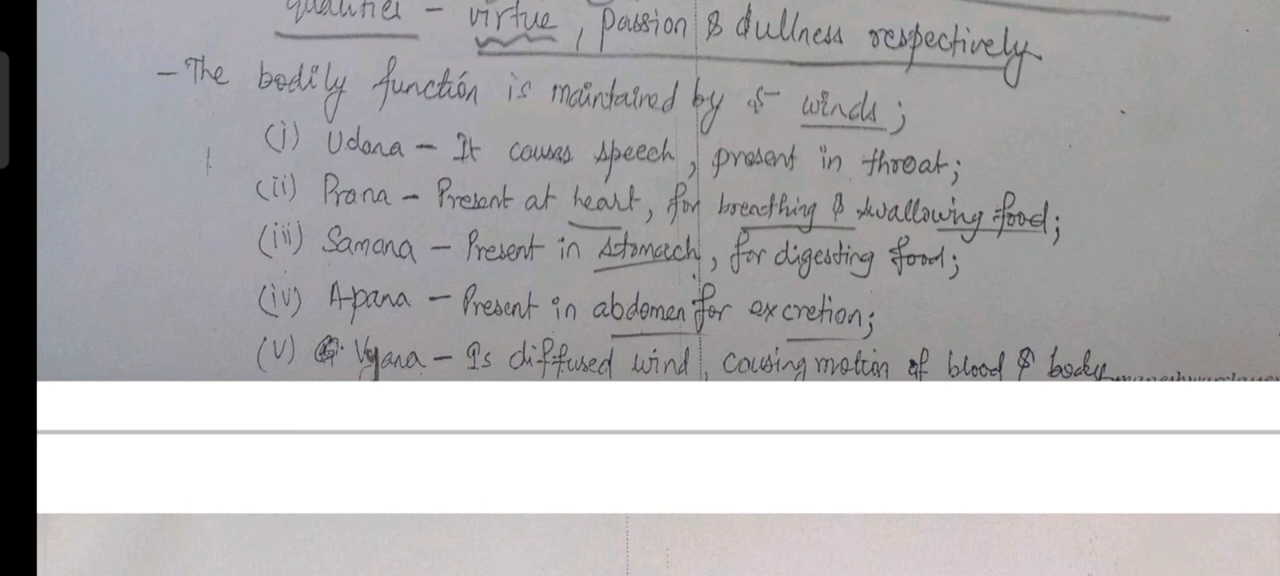 qualities - virtue, passion & dullness respectively
- The bodily function is maintained by 5 winds;
(i) Udana - It causes speech, present in throat;
(ii) Prana - Present at heart, for breathing & swallowing food;
(iii) Samana - Present in stomach, for digesting food;
(iv) Apana - Present in abdomen for excretion;
(v) Vyana - Is diffused wind, causing motion of blood & body